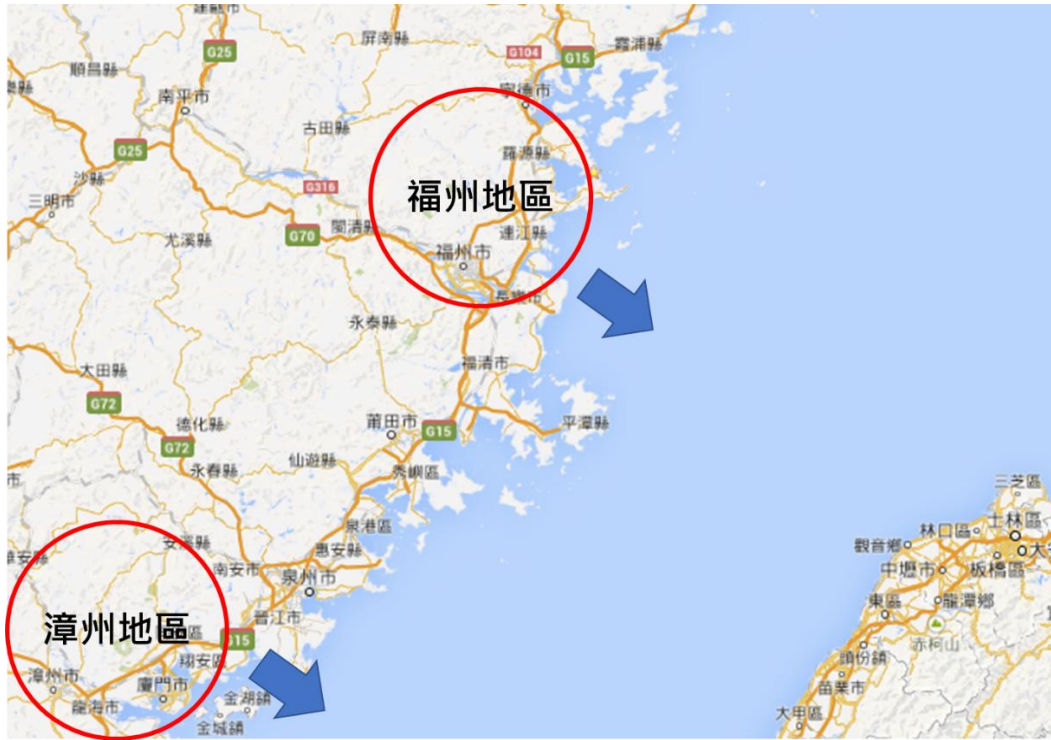 屏南縣
霞浦縣
G104
G15
G25
順昌縣
南平市
寧德市
古田縣
G25
羅源縣
沙縣
G316
福州地區
三明市
尤溪縣
G70
閩清縣
連江縣
福州市
長樂市
永泰縣
福清市
大田縣
G72
德化縣
莆田市
平潭縣
G15
G72
永春縣
仙遊縣
秀嶼區
三芝區
泉港區
林口區
士林區
惠安縣
觀音鄉
安溪縣
華安縣
南安市
泉州市
中壢市
板橋區
東區
龍潭鄉
晉江市
漳州地區
區
G15
赤柯山
翔安區
頭份鎮
漳州市
廈門市
金湖鎮
苗栗市
龍海市
金城鎮
大甲區